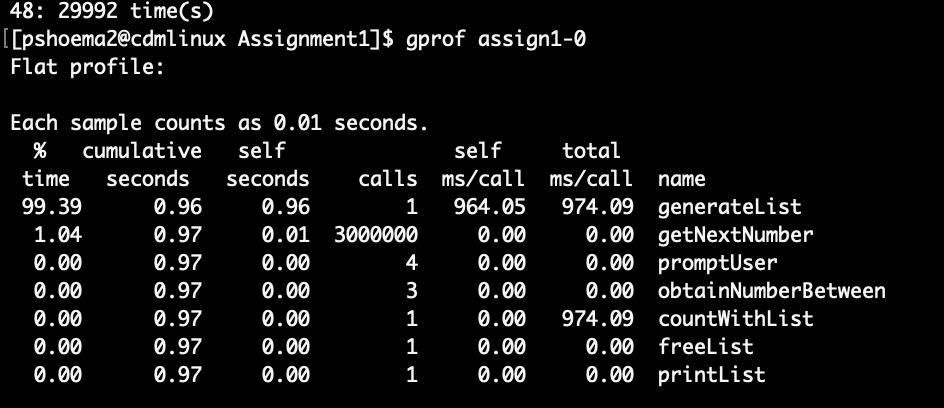 48: 29992 time(s)
[[pshoema2@cdmlinux Assignment1]$ gprof assign1-0
Flat profile:
Each sample counts as 0.01 seconds.
% cumulative self self total
time seconds seconds calls ms/call ms/call name
99.39 0.96 0.96 1 964.05 974.09 generateList
1.04 0.97 0.01 3000000 0.00 0.00 getNextNumber
0.00 0.97 0.00 4 0.00 0.00 promptUser
0.00 0.97 0.00 3 0.00 0.00 obtainNumberBetween
0.00 0.97 0.00 1 0.00 974.09 countWithList
0.00 0.97 0.00 1 0.00 0.00 freeList
0.00 0.97 0.00 1 0.00 0.00 printList